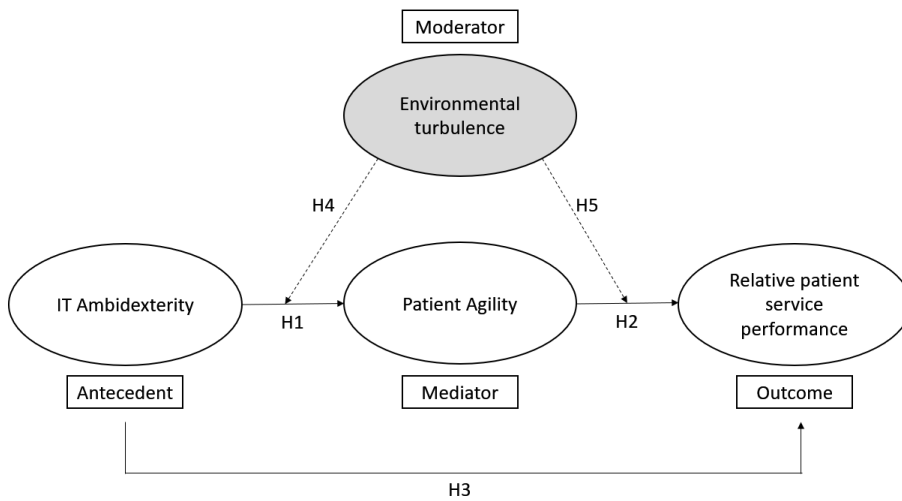 Moderator
Environmental
turbulence
H4
H5
IT Ambidexterity
H1
Patient Agility
H2
Relative patient
service
performance
Antecedent
Mediator
Outcome
H3